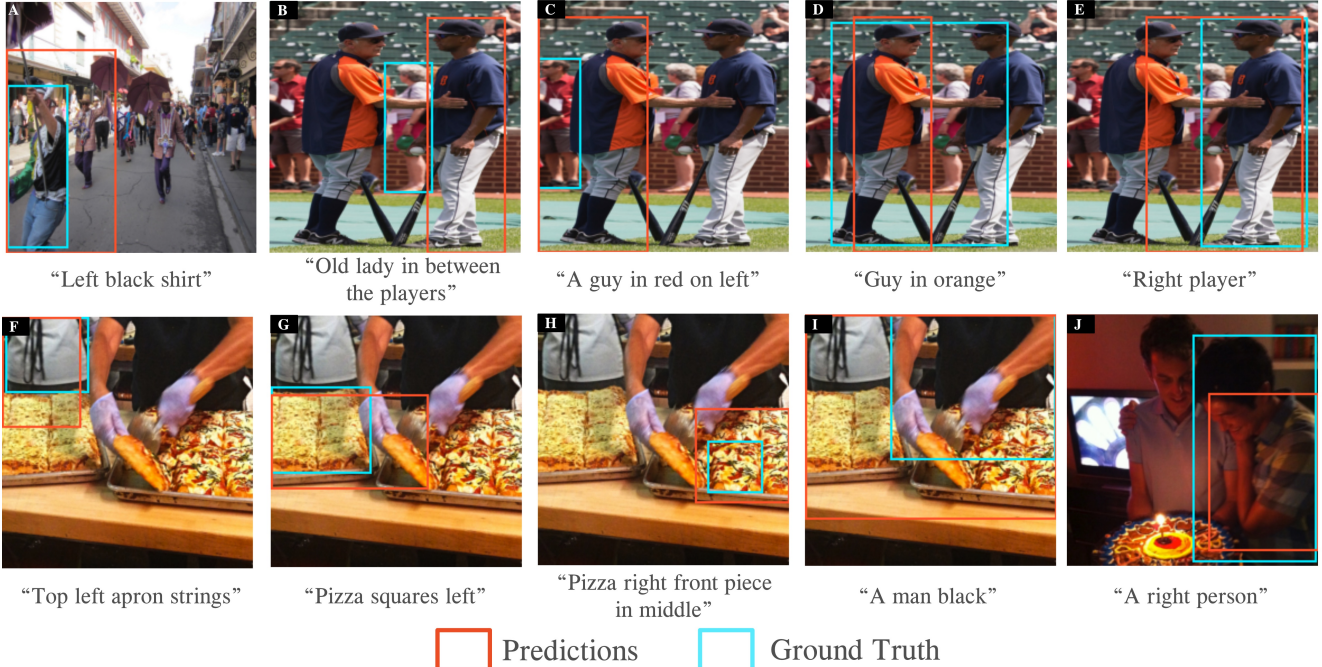 A
B
C
D
E
“Left black shirt”
“Old lady in between
the players”
“A guy in red on left”
“Guy in orange”
“Right player”
F
G
H
I
J
“Top left apron strings”
“Pizza squares left”
“Pizza right front piece
in middle”
“A man black”
“A right person”
Predictions
Ground Truth